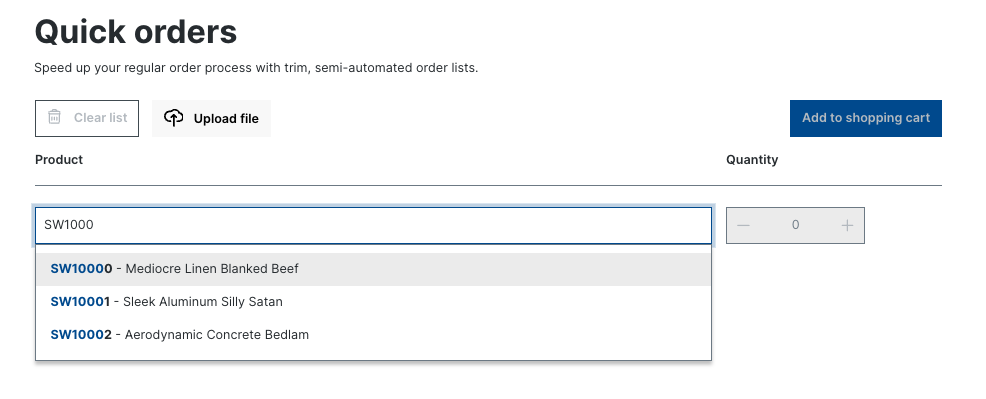 Quick orders
Speed up your regular order process with trim, semi-automated order lists.
Clear list
Upload file
Add to shopping cart
Product
Quantity
SW1000
0
SW10000 - Mediocre Linen Blanked Beef
SW10001 - Sleek Aluminum Silly Satan
SW10002 - Aerodynamic Concrete Bedlam